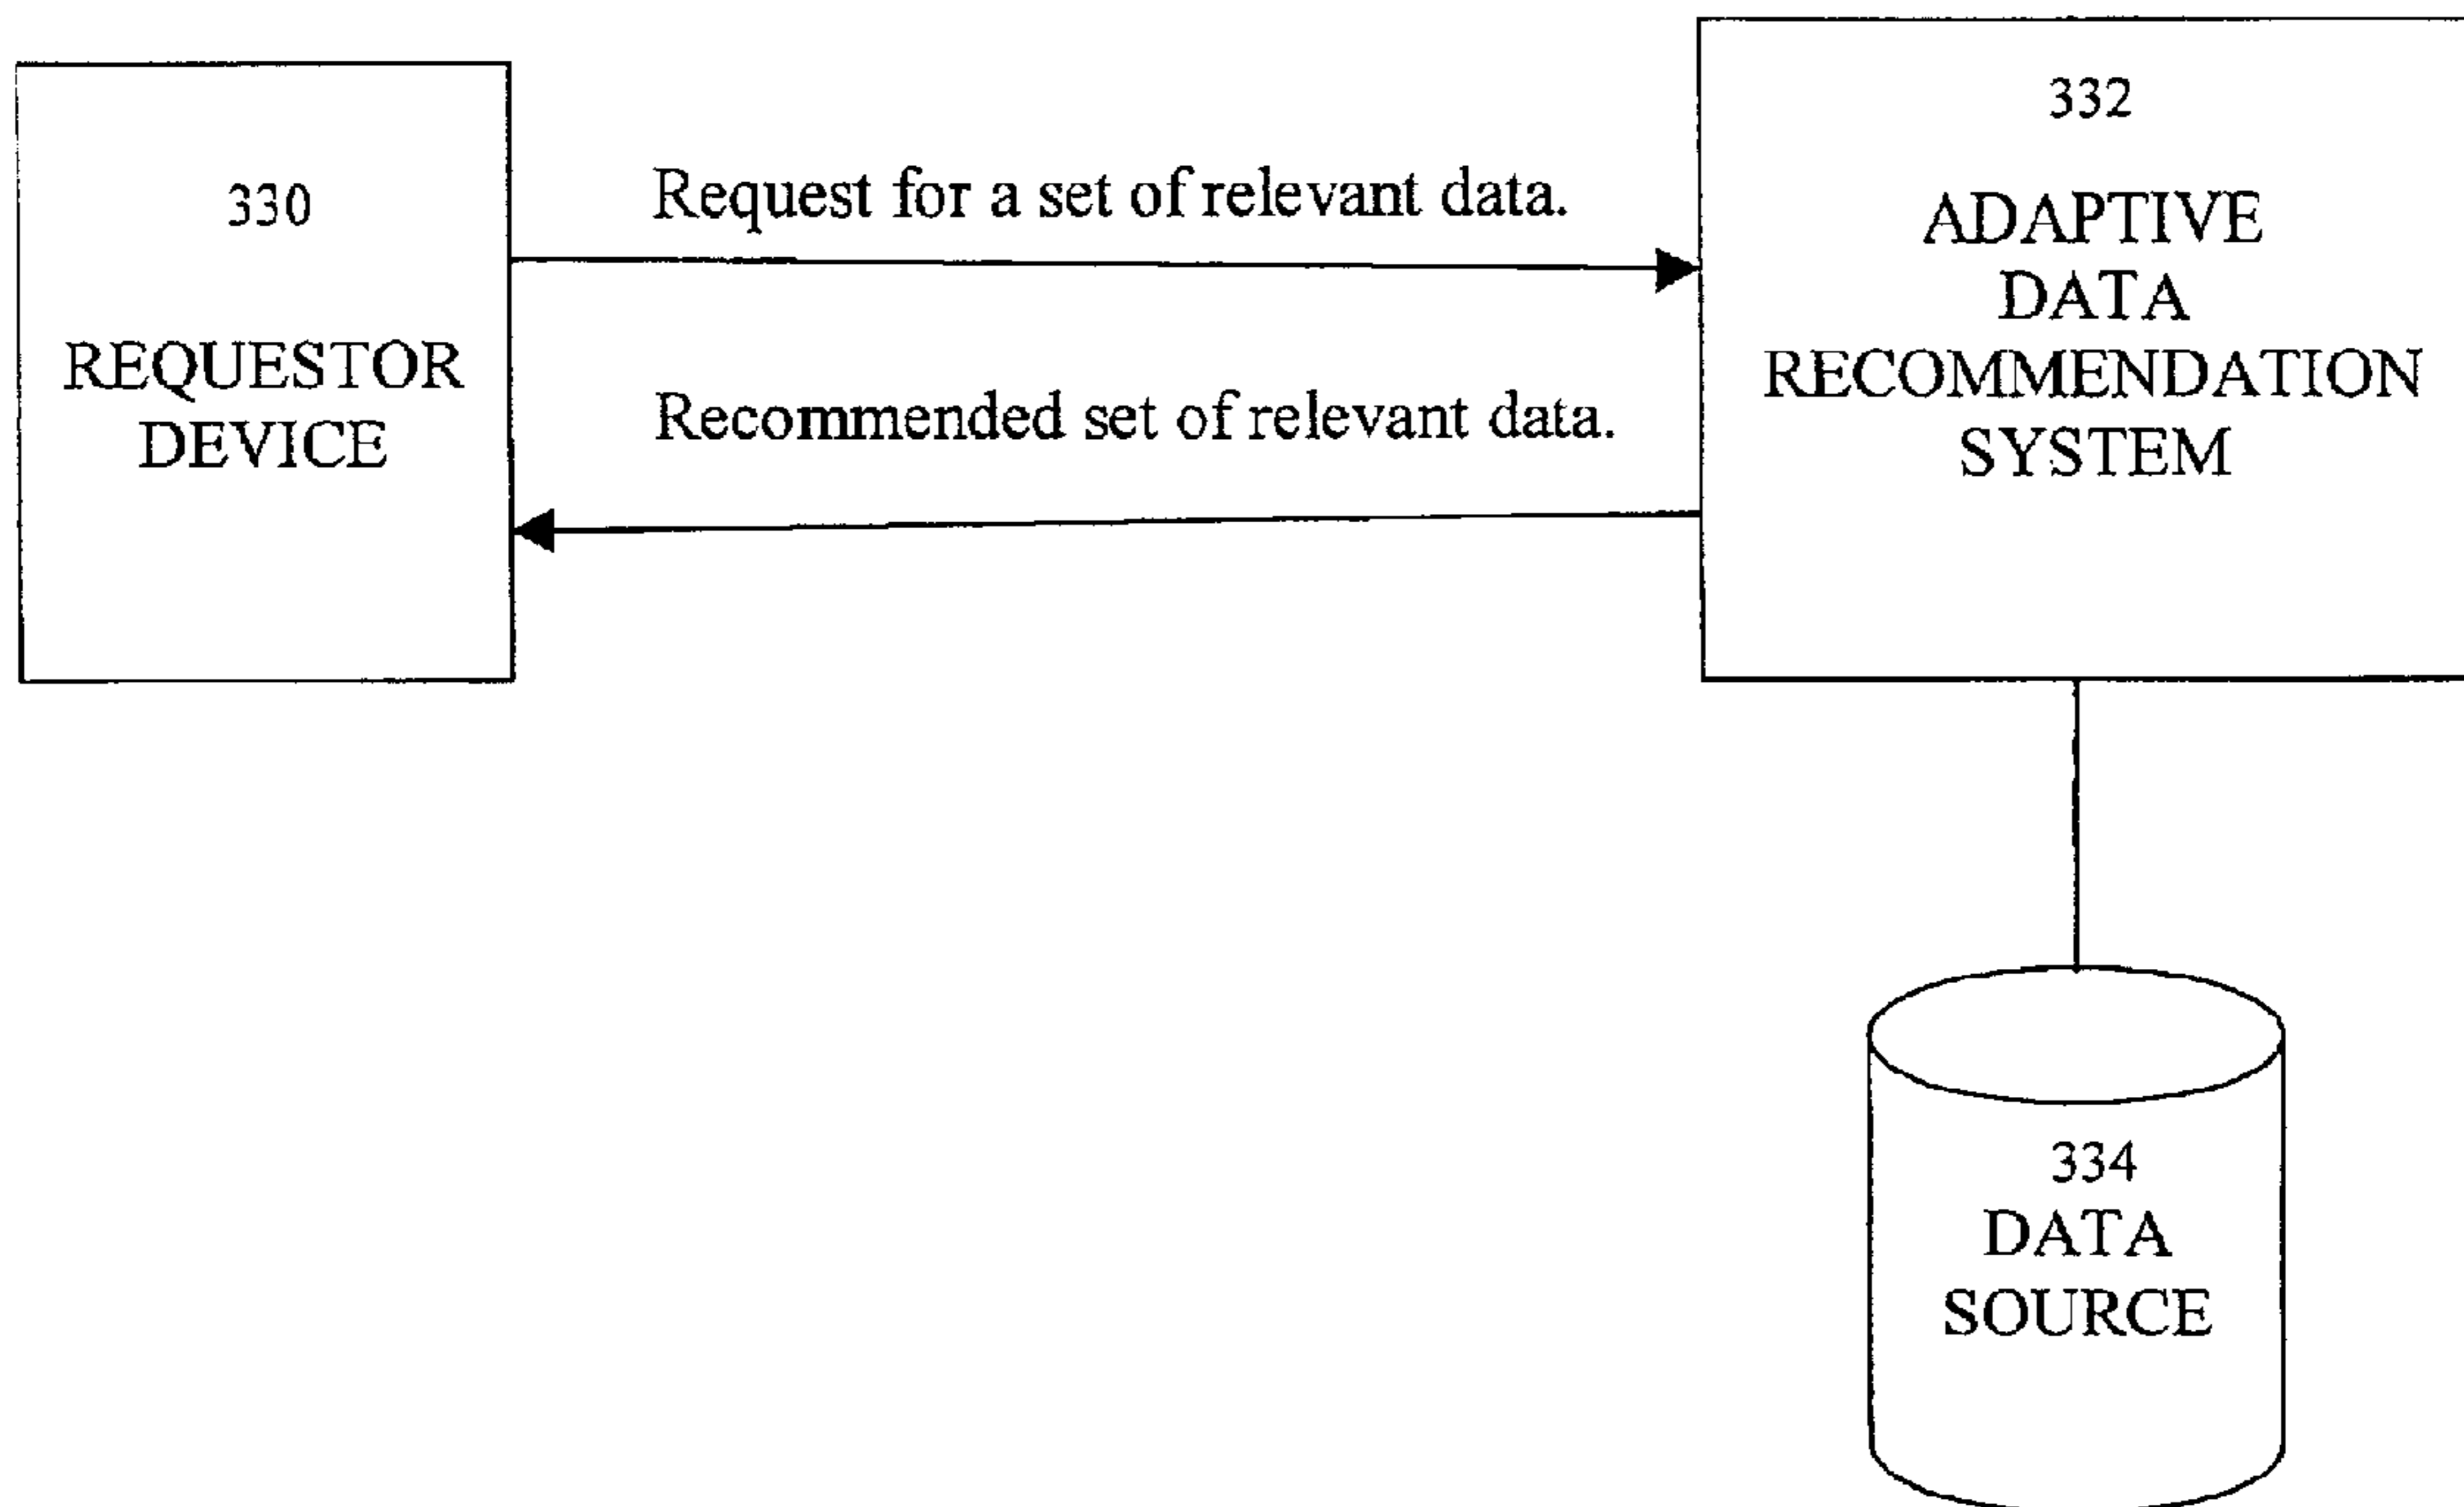 330
REQUESTOR
DEVICE
Request for a set of relevant data.
Recommended set of relevant data.
332
ADAPTIVE
DATA
RECOMMENDATION
SYSTEM
334
DATA
SOURCE